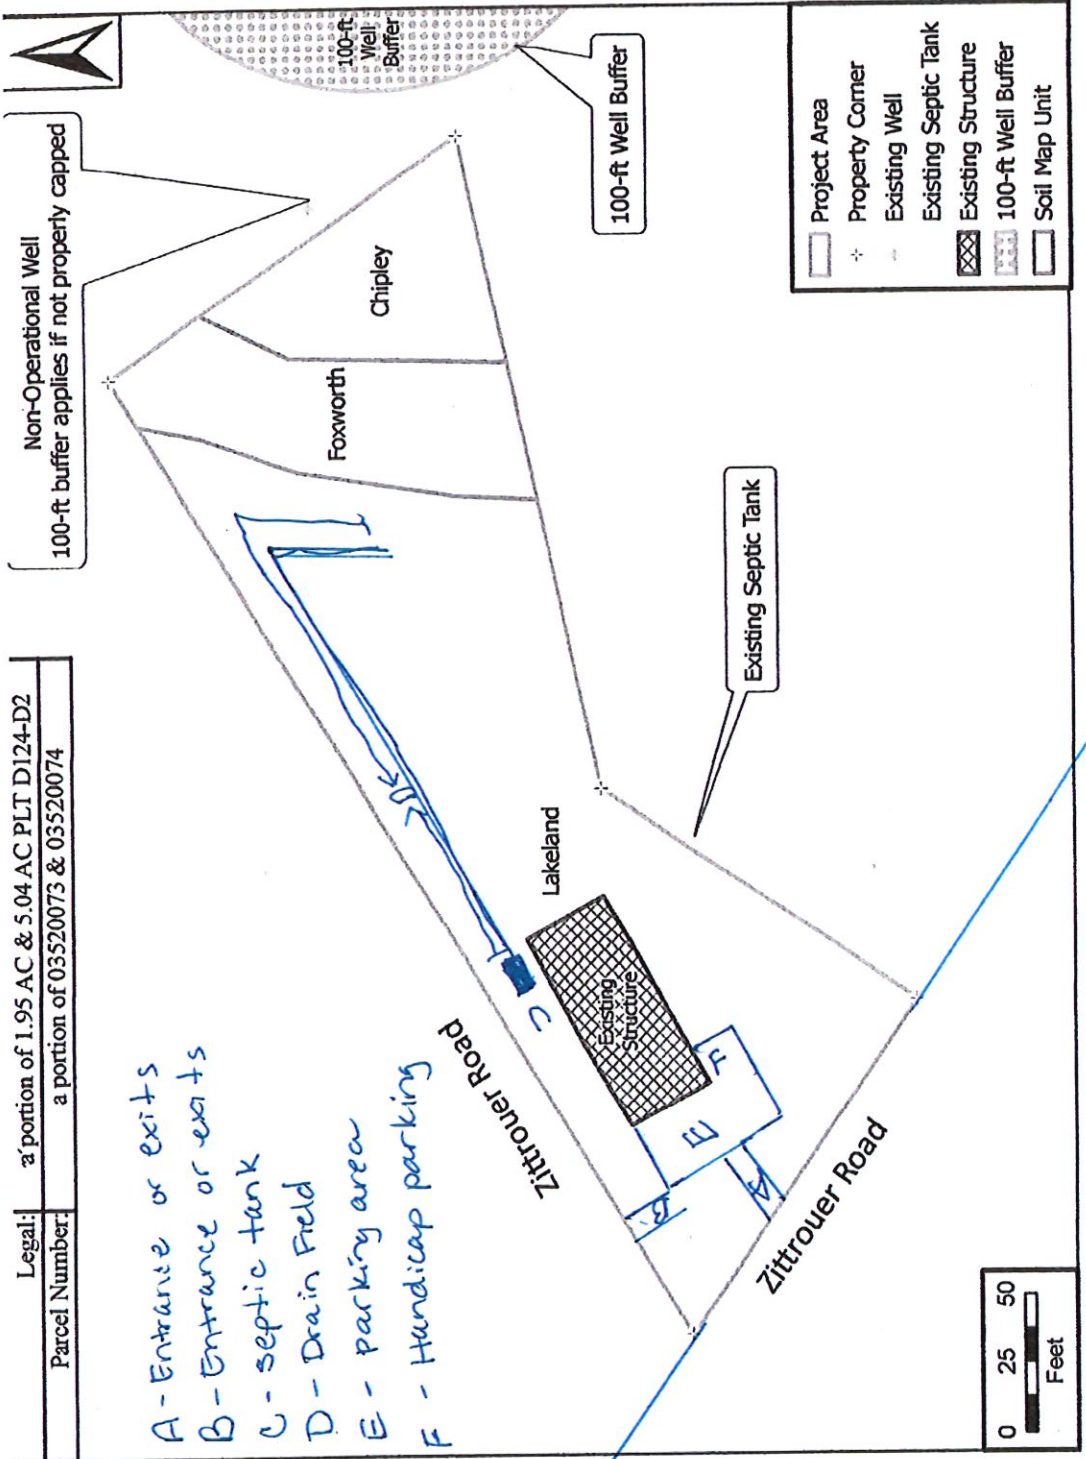 Legal: a portion of 1.95 AC & 5.04 AC PLT D124-D2
Parcel Number: a portion of 03520073 & 03520074
Non-Operational Well
100-ft buffer applies if not properly capped
A - Entrance or exits
B - Entrance or exits
C - septic tank
D - Drain Field
E - parking area
F - Handicap parking
100-ft
Well
Buffer
Chipley
Foxworth
100-ft Well Buffer
D
C
Lakeland
Zittrouer Road
Existing
Structure
B
E
F
A
Existing Septic Tank
Zittrouer Road
Project Area
Property Corner
Existing Well
Existing Septic Tank
Existing Structure
100-ft Well Buffer
Soil Map Unit
0 25 50
Feet